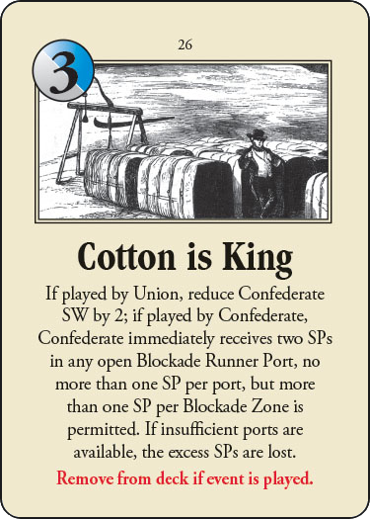 26
3
Cotton is King
If played by Union, reduce Confederate
SW by 2; if played by Confederate,
Confederate immediately receives two SPs
in any open Blockade Runner Port, no
more than one SP per port, but more
than one SP per Blockade Zone is
permitted. If insufficient ports are
available, the excess SPs are lost.
Remove from deck if event is played.